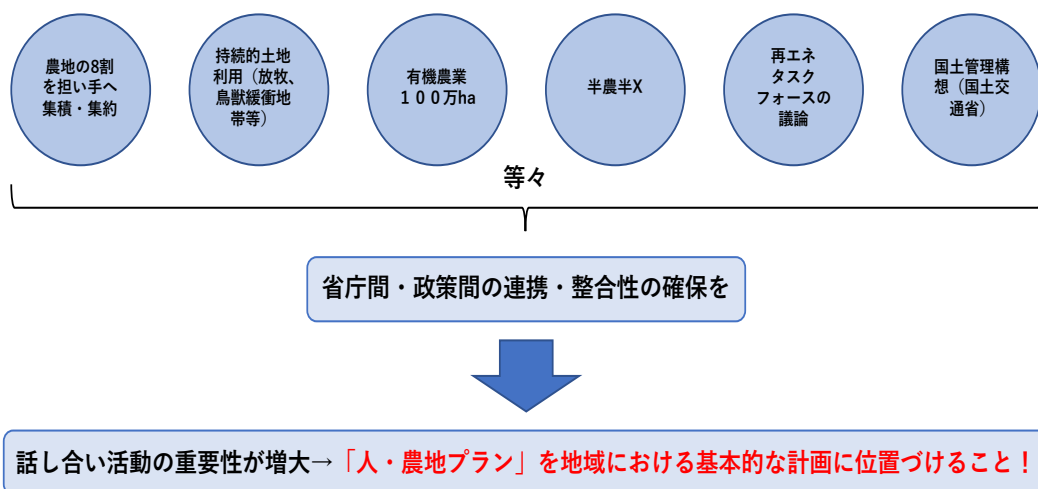 農地の8割
を担い手へ
集積・集約
持続的土地
利用（放牧、
鳥獣緩衝地
帯等）
有機農業
１００万ha
半農半X
再エネ
タスク
フォースの
議論
国土管理構
想（国土交
通省）
等々
省庁間・政策間の連携・整合性の確保を
話し合い活動の重要性が増大→「人・農地プラン」を地域における基本的な計画に位置づけること！